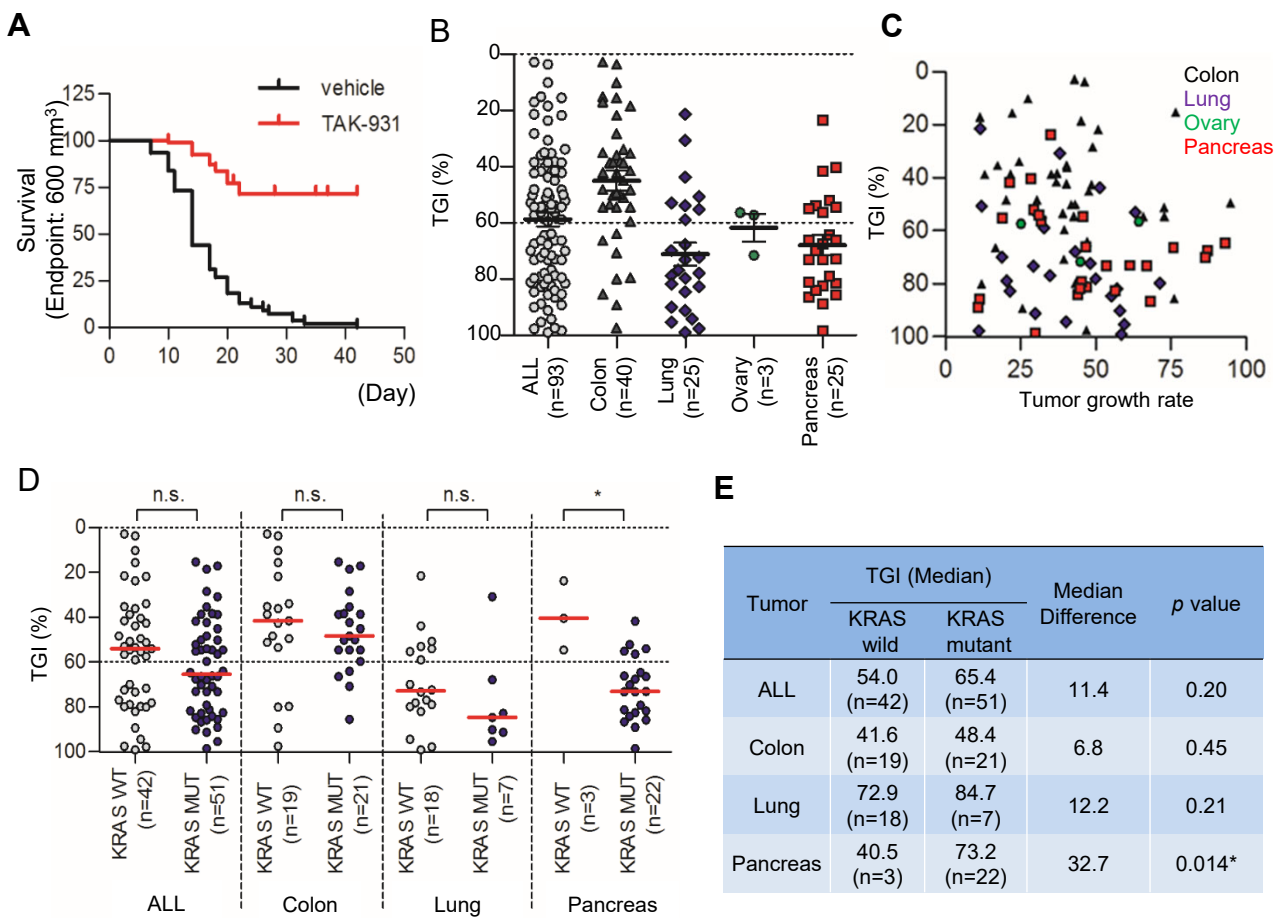 A
Survival
(Endpoint: 600 mm³)
125
100
75
50
25
0
0 10 20 30 40 50
(Day)
vehicle
TAK-931
B
TGI (%)
0
20
40
60
80
100
ALL
(n=93)
Colon
(n=40)
Lung
(n=25)
Ovary
(n=3)
Pancreas
(n=25)
C
TGI (%)
0
20
40
60
80
100
0 25 50 75 100
Tumor growth rate
Colon
Lung
Ovary
Pancreas
D
n.s. n.s. n.s. *
TGI (%)
0
20
40
60
80
100
KRAS WT
(n=42)
KRAS MUT
(n=51)
KRAS WT
(n=19)
KRAS MUT
(n=21)
KRAS WT
(n=18)
KRAS MUT
(n=7)
KRAS WT
(n=3)
KRAS MUT
(n=22)
ALL Colon Lung Pancreas
E
Tumor
TGI (Median)
KRAS
wild
KRAS
mutant
Median
Difference
p value
ALL
54.0
(n=42)
65.4
(n=51)
11.4
0.20
Colon
41.6
(n=19)
48.4
(n=21)
6.8
0.45
Lung
72.9
(n=18)
84.7
(n=7)
12.2
0.21
Pancreas
40.5
(n=3)
73.2
(n=22)
32.7
0.014*